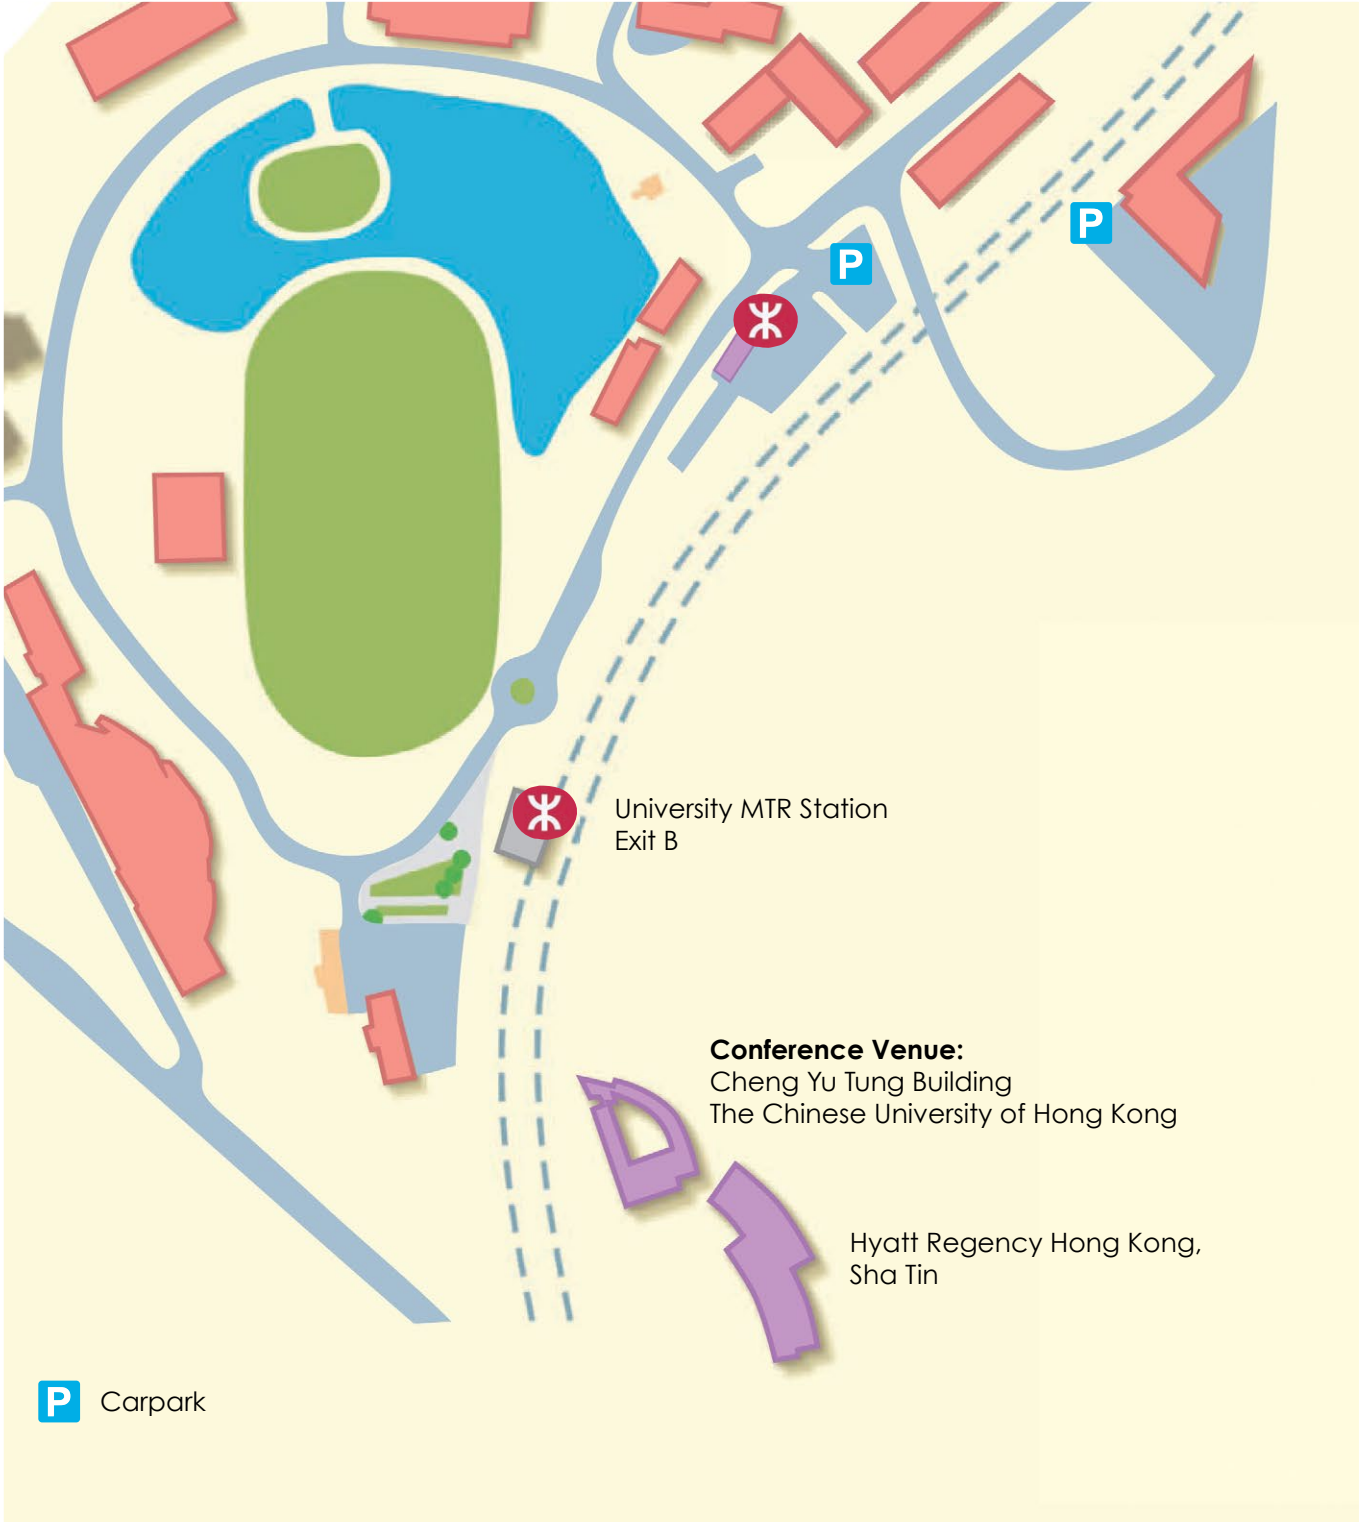 P
P
University MTR Station
Exit B
Conference Venue:
Cheng Yu Tung Building
The Chinese University of Hong Kong
Hyatt Regency Hong Kong,
Sha Tin
P Carpark